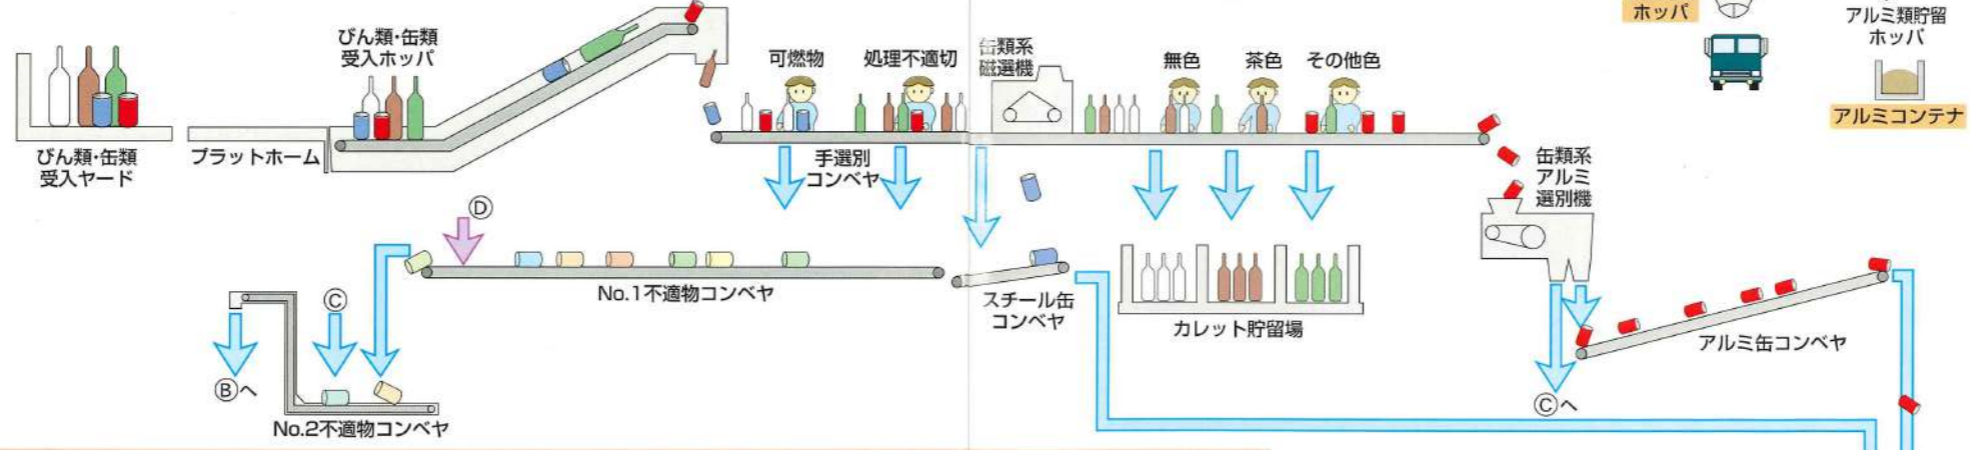 ホッパ
アルミ類貯留
ホッパ
アルミコンテナ
びん類・缶類
受入ヤード
プラットホーム
びん類・缶類
受入ホッパ
可燃物
処理不適切
缶類系
磁選機
無色
茶色
その他色
手選別
コンベヤ
缶類系
アルミ
選別機
Ⓓ
No.1不適物コンベヤ
スチール缶
コンベヤ
カレット貯留場
アルミ缶コンベヤ
Ⓒ
Ⓑへ
No.2不適物コンベヤ
Ⓒへ